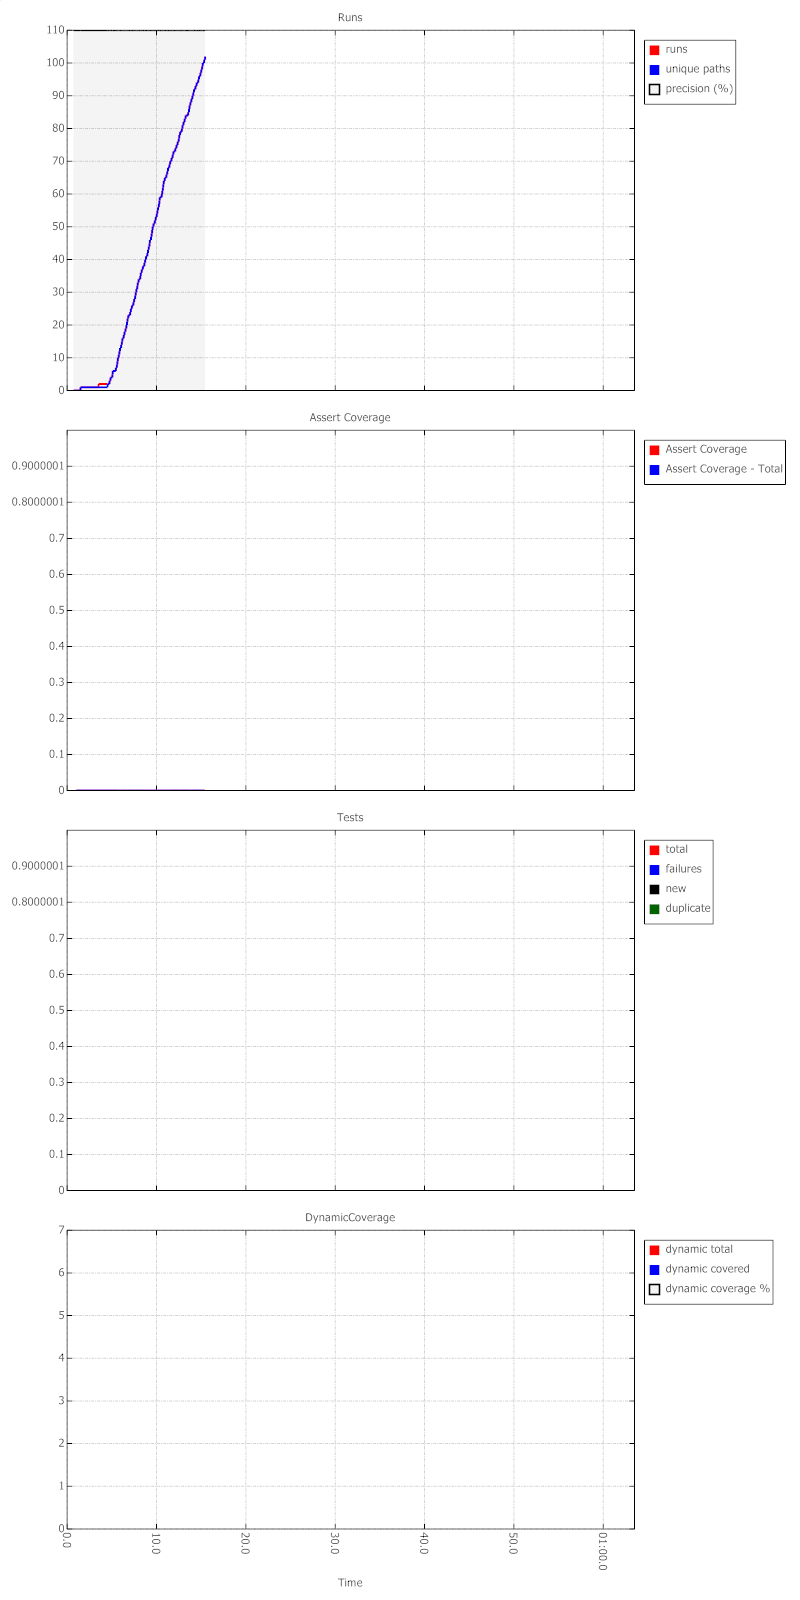 Runs
110
100
90
80
70
60
50
40
30
20
10
0
runs
unique paths
precision (%)
Assert Coverage
0.9000001
0.8000001
0.7
0.6
0.5
0.4
0.3
0.2
0.1
0
Assert Coverage
Assert Coverage - Total
Tests
0.9000001
0.8000001
0.7
0.6
0.5
0.4
0.3
0.2
0.1
0
total
failures
new
duplicate
DynamicCoverage
7
6
5
4
3
2
1
0
dynamic total
dynamic covered
dynamic coverage %
0.0
10.0
20.0
30.0
40.0
50.0
01:00.0
Time